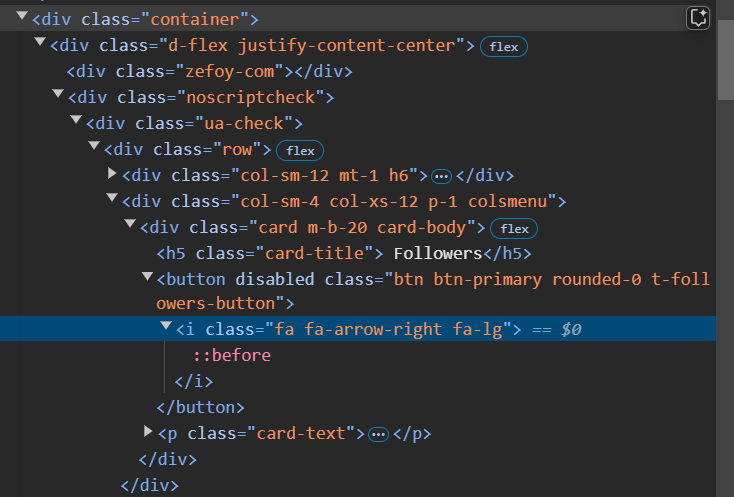 <div class="container">
<div class="d-flex justify-content-center"> flex
<div class="zefoy-com"></div>
<div class="noscriptcheck">
<div class="ua-check">
<div class="row"> flex
<div class="col-sm-12 mt-1 h6"> ••• </div>
<div class="col-sm-4 col-xs-12 p-1 colsmenu">
<div class="card m-b-20 card-body"> flex
<h5 class="card-title"> Followers</h5>
<button disabled class="btn btn-primary rounded-0 t-foll
owers-button">
<i class="fa fa-arrow-right fa-lg"> == $0
::before
</i>
</button>
<p class="card-text"> ••• </p>
</div>
</div>